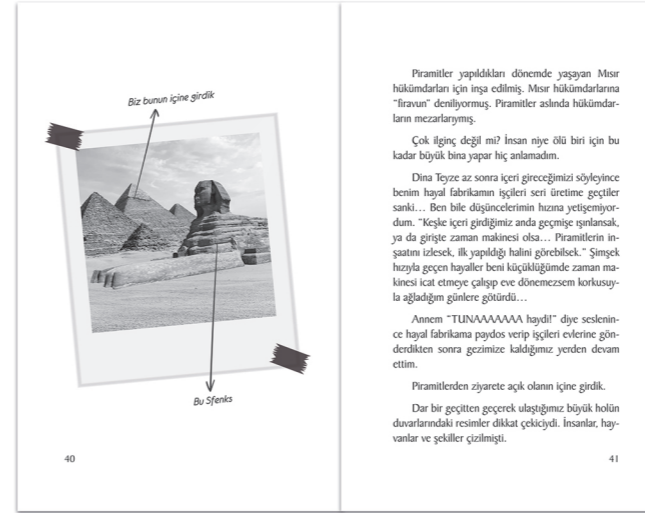 Biz bunun içine girdik
Bu Sfenks
40
Piramitler yapıldıkları dönemde yaşayan Mısır
hükümdarları için inşa edilmiş. Mısır hükümdarlarına
"firavun" deniliyormuş. Piramitler aslında hükümdar-
ların mezarlarıymış.
Çok ilginç değil mi? İnsan niye ölü biri için bu
kadar büyük bina yapar hiç anlamadım.
Dina Teyze az sonra içeri gireceğimizi söyleyince
benim hayal fabrikamın işçileri seri üretime geçtiler
sanki... Ben bile düşüncelerimin hızına yetişemiyor-
dum. "Keşke içeri girdiğimiz anda geçmişe ışınlansak,
ya da girişte zaman makinesi olsa... Piramitlerin in-
şaatını izlesek, ilk yapıldığı halini görebilsek." Şimşek
hızıyla geçen hayaller beni küçüklüğümde zaman ma-
kinesi icat etmeye çalışıp eve dönemezsem korkusuy-
la ağladığım günlere götürdü...
Annem "TUNAAAAAAA haydi!" diye seslenin-
ce hayal fabrikama paydos verip işçileri evlerine gön-
derdikten sonra gezimize kaldığımız yerden devam
ettim.
Piramitlerden ziyarete açık olanın içine girdik.
Dar bir geçitten geçerek ulaştığımız büyük holün
duvarlarındaki resimler dikkat çekiciydi. İnsanlar, hay-
vanlar ve şekiller çizilmişti.
41